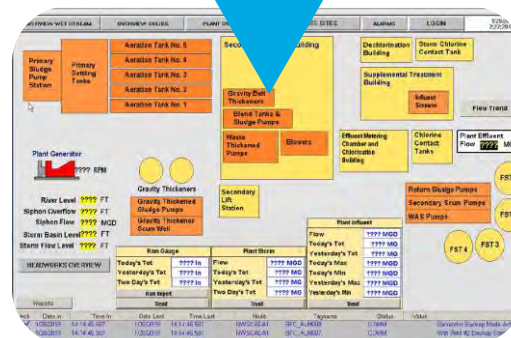 OVERVIEW WET STREAM
OVERVIEW SOLIDS
ALARMS
LOGIN
Primary
Sludge
Pump
Station
Primary
Settling
Tanks
Aeration Tank No. 5
Aeration Tank No. 4
Aeration Tank No. 3
Aeration Tank No. 2
Aeration Tank No. 1
Gravity Belt
Thickeners
Blend Tanks &
Sludge Pumps
Waste
Thickened
Pumps
Blowers
Dechlorination
Building
Storm Chlorine
Contact Tank
Supplemental Treatment
Building
Influent
Screens
Flow Trend
Effluent Metering
Chamber and
Chlorination
Building
Chlorine
Contact
Tanks
Plant Effluent
Flow ????
Plant Generator
???? RPM
Gravity Thickeners
Gravity Thickened
Sludge Pumps
Gravity Thickener
Scum Well
Secondary
Lift
Station
Return Sludge Pumps
Secondary Scum Pumps
WAS Pumps
FST 4
FST 3
River Level ???? FT
Siphon Overflow ???? FT
Siphon Flow ???? MGD
Storm Basin Level ???? FT
Storm Flow Level ???? FT
HEADWORKS OVERVIEW
Rain Gauge
Today's Tot ???? In
Yesterday's Tot ???? In
Two Day's Tot ???? In
Rain Report
Trend
Plant Storm
Flow ???? MGD
Today's Tot ???? MG
Yesterday's Tot ???? MG
Two Day's Tot ???? MG
Trend
Plant Influent
Flow ???? MGD
Today's Tot ???? MG
Yesterday's Tot ???? MG
Today's Max ???? MGD
Today's Min ???? MGD
Yesterday's Max ???? MGD
Yesterday's Min ???? MGD
Trend
Reports
Date In Time In Date Last Time Last Node Tagname Status Value